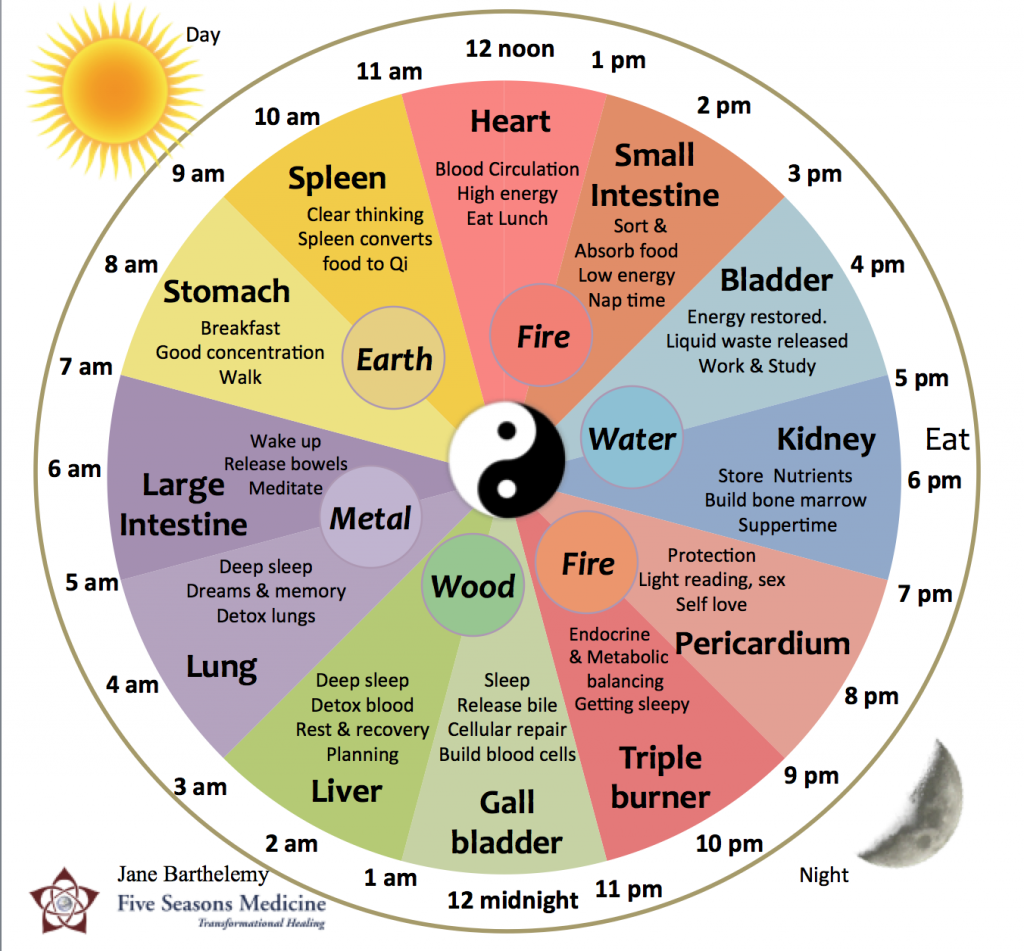 Day
12 noon
1 pm
2 pm
3 pm
4 pm
5 pm
Eat
6 pm
7 pm
8 pm
9 pm
10 pm
11 pm
12 midnight
1 am
2 am
3 am
4 am
5 am
6 am
7 am
8 am
9 am
10 am
11 am
Heart
Blood Circulation
High energy
Eat Lunch
Small
Intestine
Sort &
Absorb food
Low energy
Nap time
Fire
Bladder
Energy restored.
Liquid waste released
Work & Study
Water
Kidney
Store Nutrients
Build bone marrow
Suppertime
Protection
Light reading, sex
Self love
Pericardium
Fire
Endocrine
& Metabolic
balancing
Getting sleepy
Triple
burner
Sleep
Release bile
Cellular repair
Build blood cells
Gall
bladder
Wood
Deep sleep
Detox blood
Rest & recovery
Planning
Liver
Deep sleep
Dreams & memory
Detox lungs
Lung
Metal
Wake up
Release bowels
Meditate
Large
Intestine
Stomach
Breakfast
Good concentration
Walk
Earth
Spleen
Clear thinking
Spleen converts
food to Qi
Night
Jane Barthelemy
Five Seasons Medicine
Transformational Healing